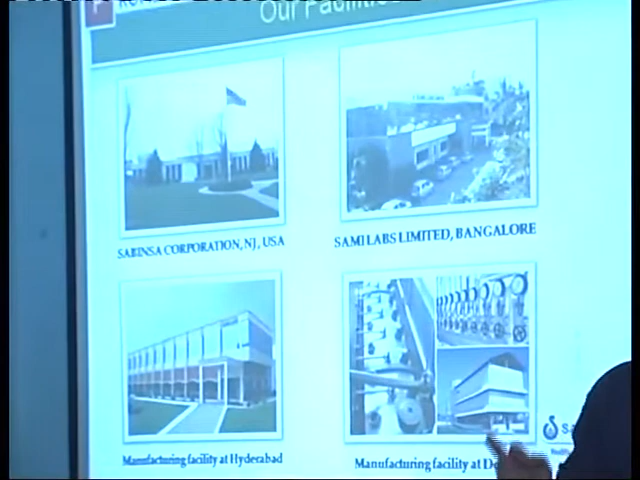 Our Facilities
SABINSA CORPORATION, NJ, USA
SAMI LABS LIMITED, BANGALORE
Manufacturing facility at Hyderabad
Manufacturing facility at